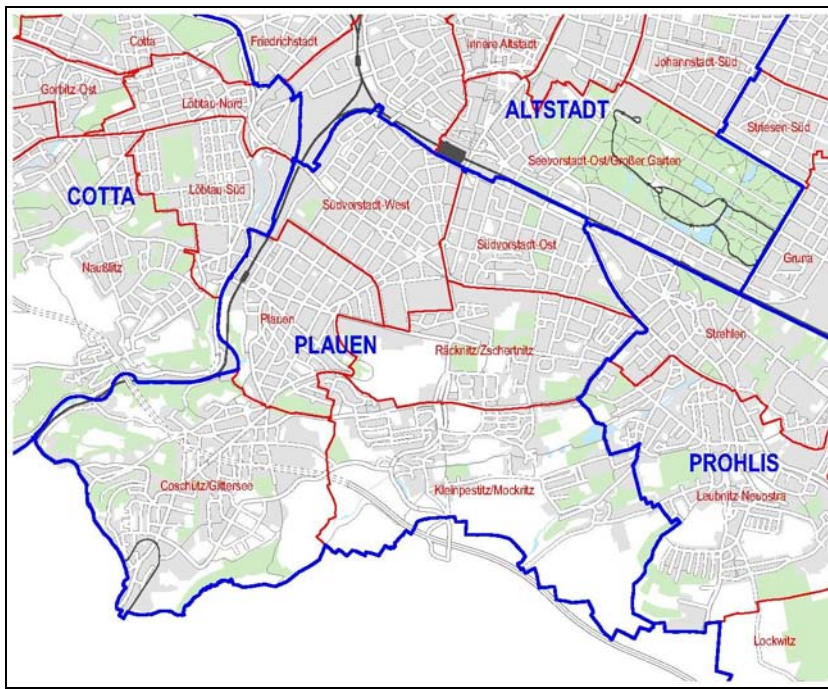 Cotta
Friedrichstadt
Innere Altstadt
Johannstadt-Süd
Gorbitz-Ost
Löbtau-Nord
ALTSTADT
Striesen-Süd
Seevorstadt-Ost/Großer Garten
COTTA
Löbtau-Süd
Südvorstadt-West
Südvorstadt-Ost
Gruna
Naußlitz
Plauen
PLAUEN
Räcknitz/Zschertnitz
Strehlen
PROHLIS
Coschütz/Gittersee
Kleinpestitz/Mockritz
Leubnitz-Neuostra
Lockwitz